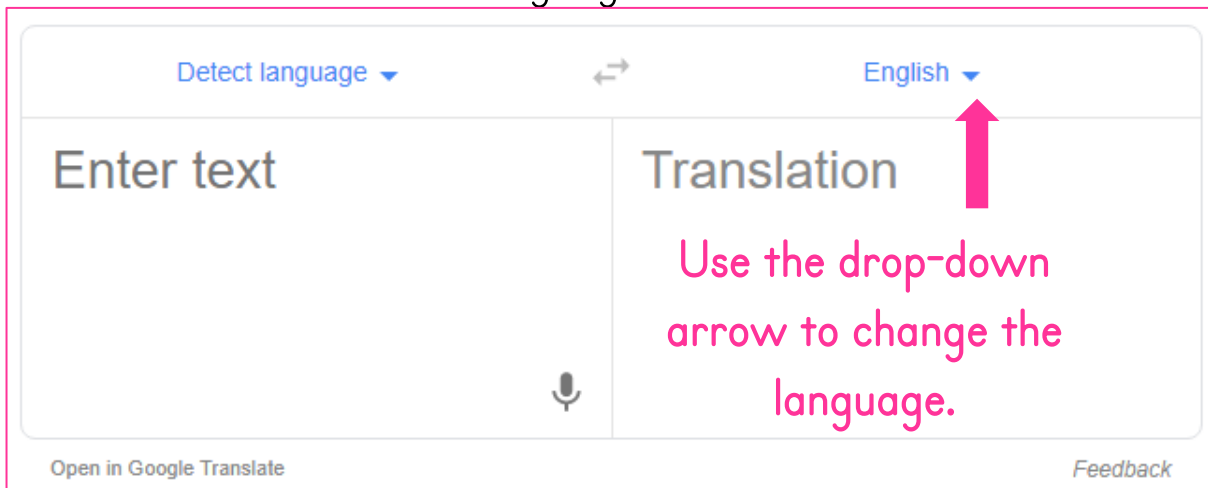 Detect language
English
Enter text
Translation
Use the drop-down
arrow to change the
language.
Open in Google Translate
Feedback